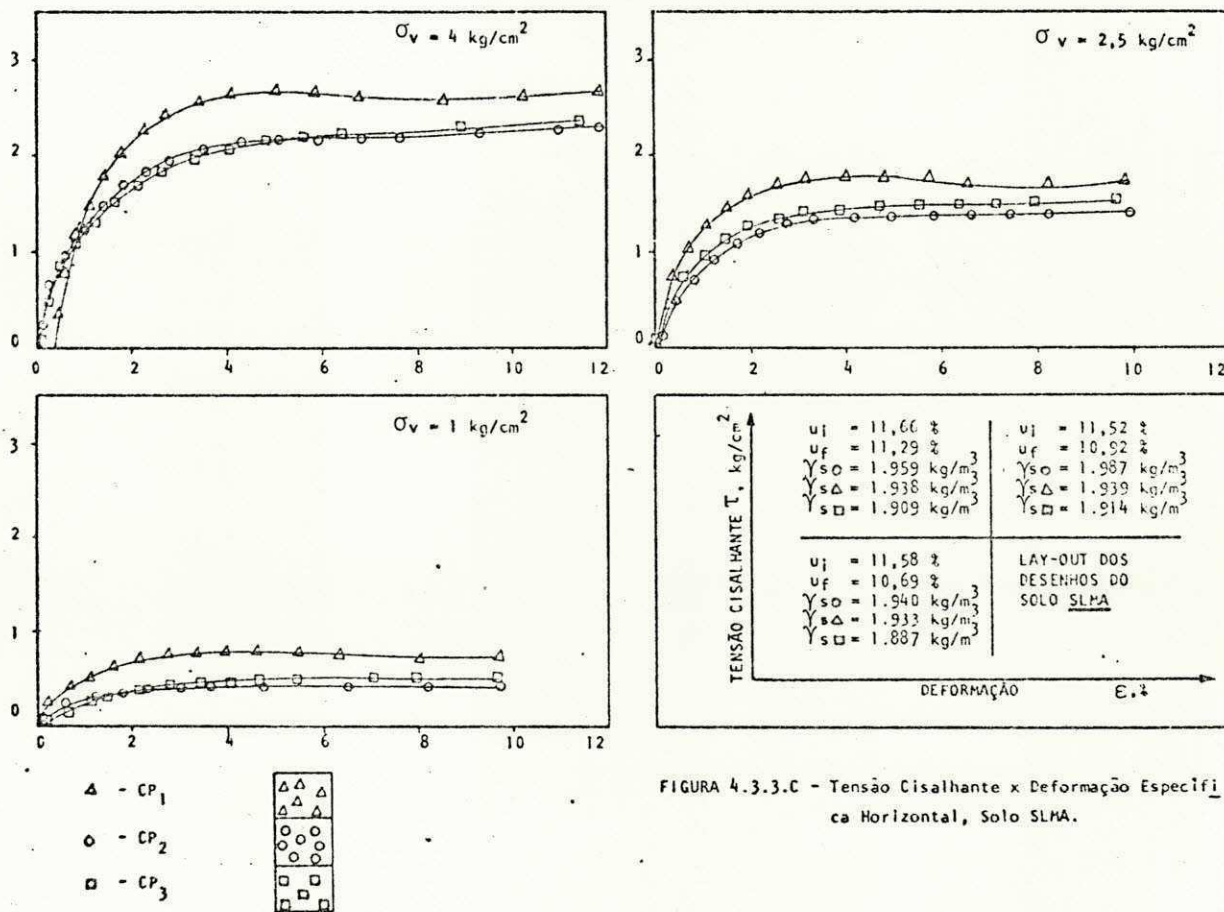 σv = 4 kg/cm²
3
2
1
0
0 2 4 6 8 10 12
σv = 2,5 kg/cm²
3
2
1
0
0 2 4 6 8 10 12
σv = 1 kg/cm²
3
2
1
0
0 2 4 6 8 10 12
TENSÃO CISALHANTE τ, kg/cm²
ui = 11,66 %
uf = 11,29 %
γs○ = 1.959 kg/m³
γs△ = 1.938 kg/m³
γs□ = 1.909 kg/m³
ui = 11,52 %
uf = 10,92 %
γs○ = 1.987 kg/m³
γs△ = 1.939 kg/m³
γs□ = 1.914 kg/m³
ui = 11,58 %
uf = 10,69 %
γs○ = 1.940 kg/m³
γs△ = 1.933 kg/m³
γs□ = 1.887 kg/m³
LAY-OUT DOS
DESENHOS DO
SOLO SLMA
DEFORMAÇÃO ε.%
△ - CP1
○ - CP2
□ - CP3
FIGURA 4.3.3.C - Tensão Cisalhante x Deformação Especifi
ca Horizontal, Solo SLMA.